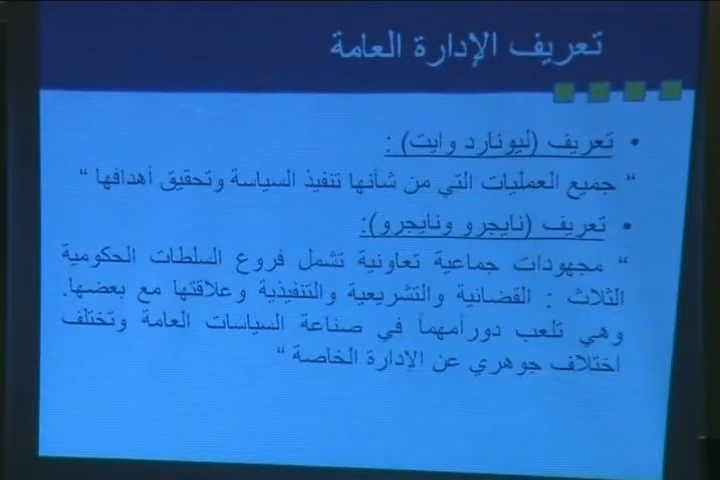 تعريف الإدارة العامة
• تعريف (ليونارد وايت) :
“ جميع العمليات التي من شأنها تنفيذ السياسة وتحقيق أهدافها “
• تعريف (نايجرو ونايجرو):
“ مجهودات جماعية تعاونية تشمل فروع السلطات الحكومية
الثلاث : القضائية والتشريعية والتنفيذية وعلاقتها مع بعضها.
وهي تلعب دورأمهماً في صناعة السياسات العامة وتختلف
اختلاف جوهري عن الإدارة الخاصة “